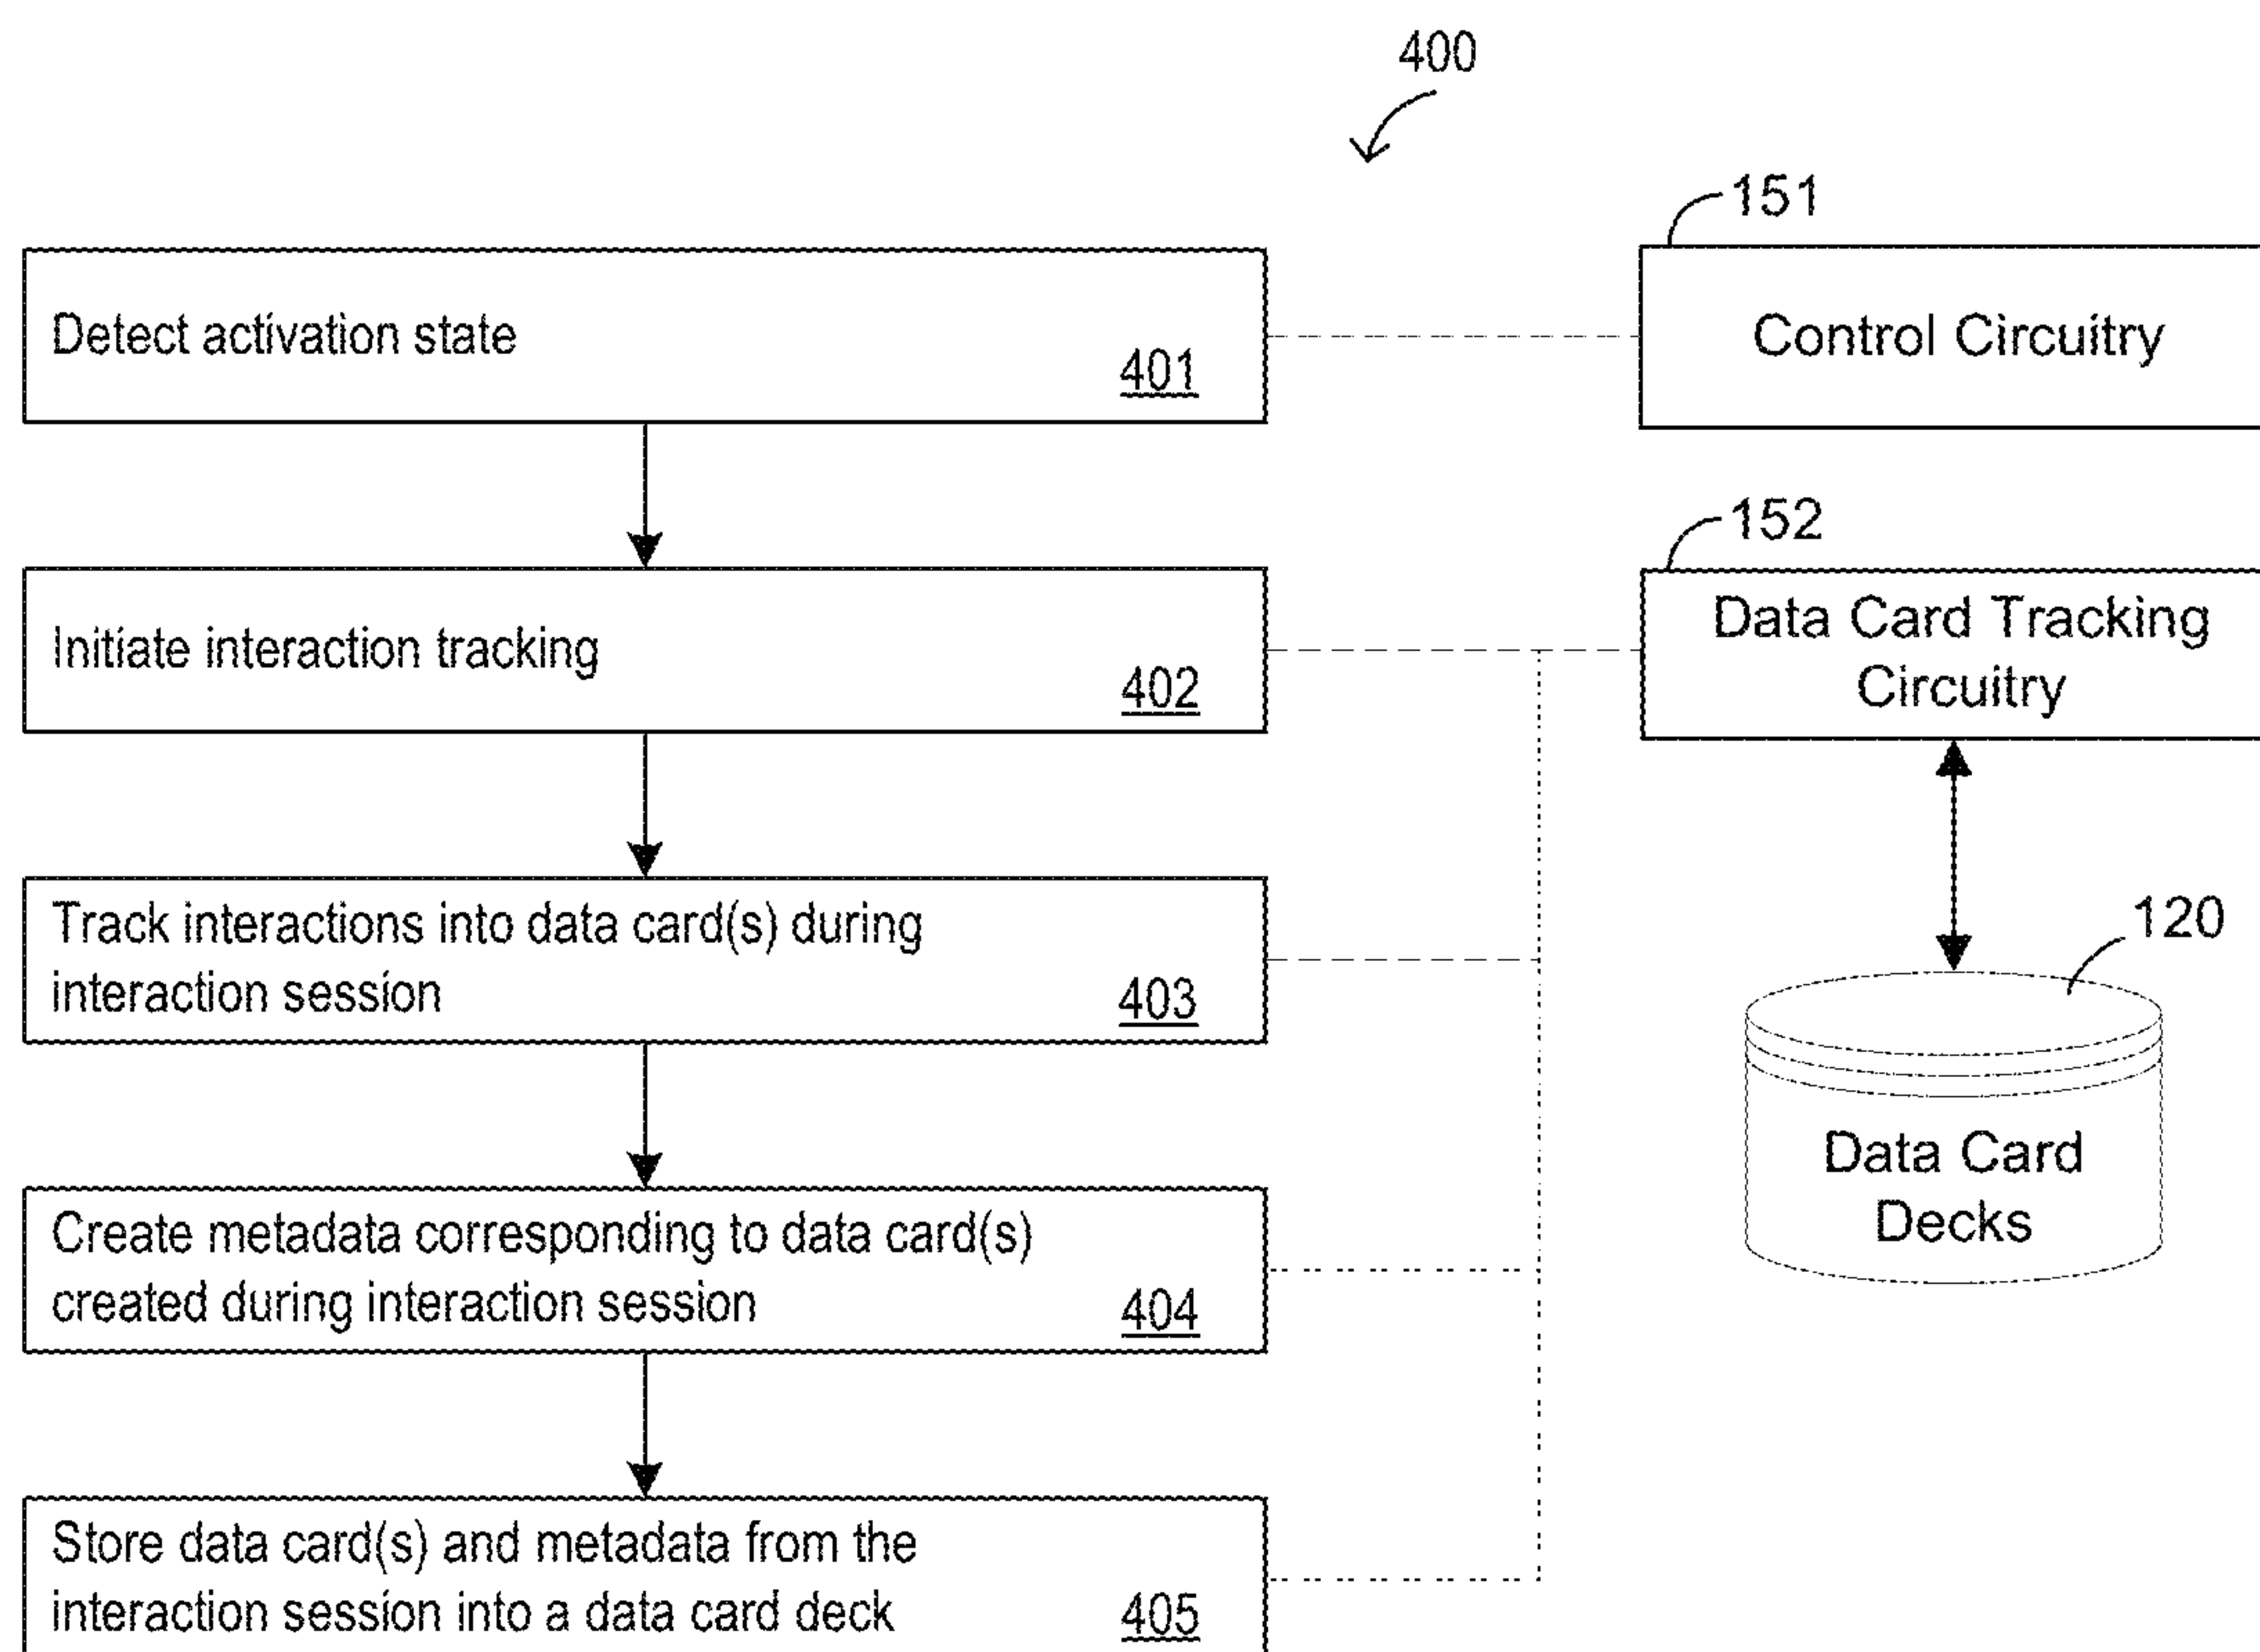 400
151
Detect activation state
401
Control Circuitry
152
Initiate interaction tracking
402
Data Card Tracking
Circuitry
Track interactions into data card(s) during
interaction session
403
120
Data Card
Decks
Create metadata corresponding to data card(s)
created during interaction session
404
Store data card(s) and metadata from the
interaction session into a data card deck
405